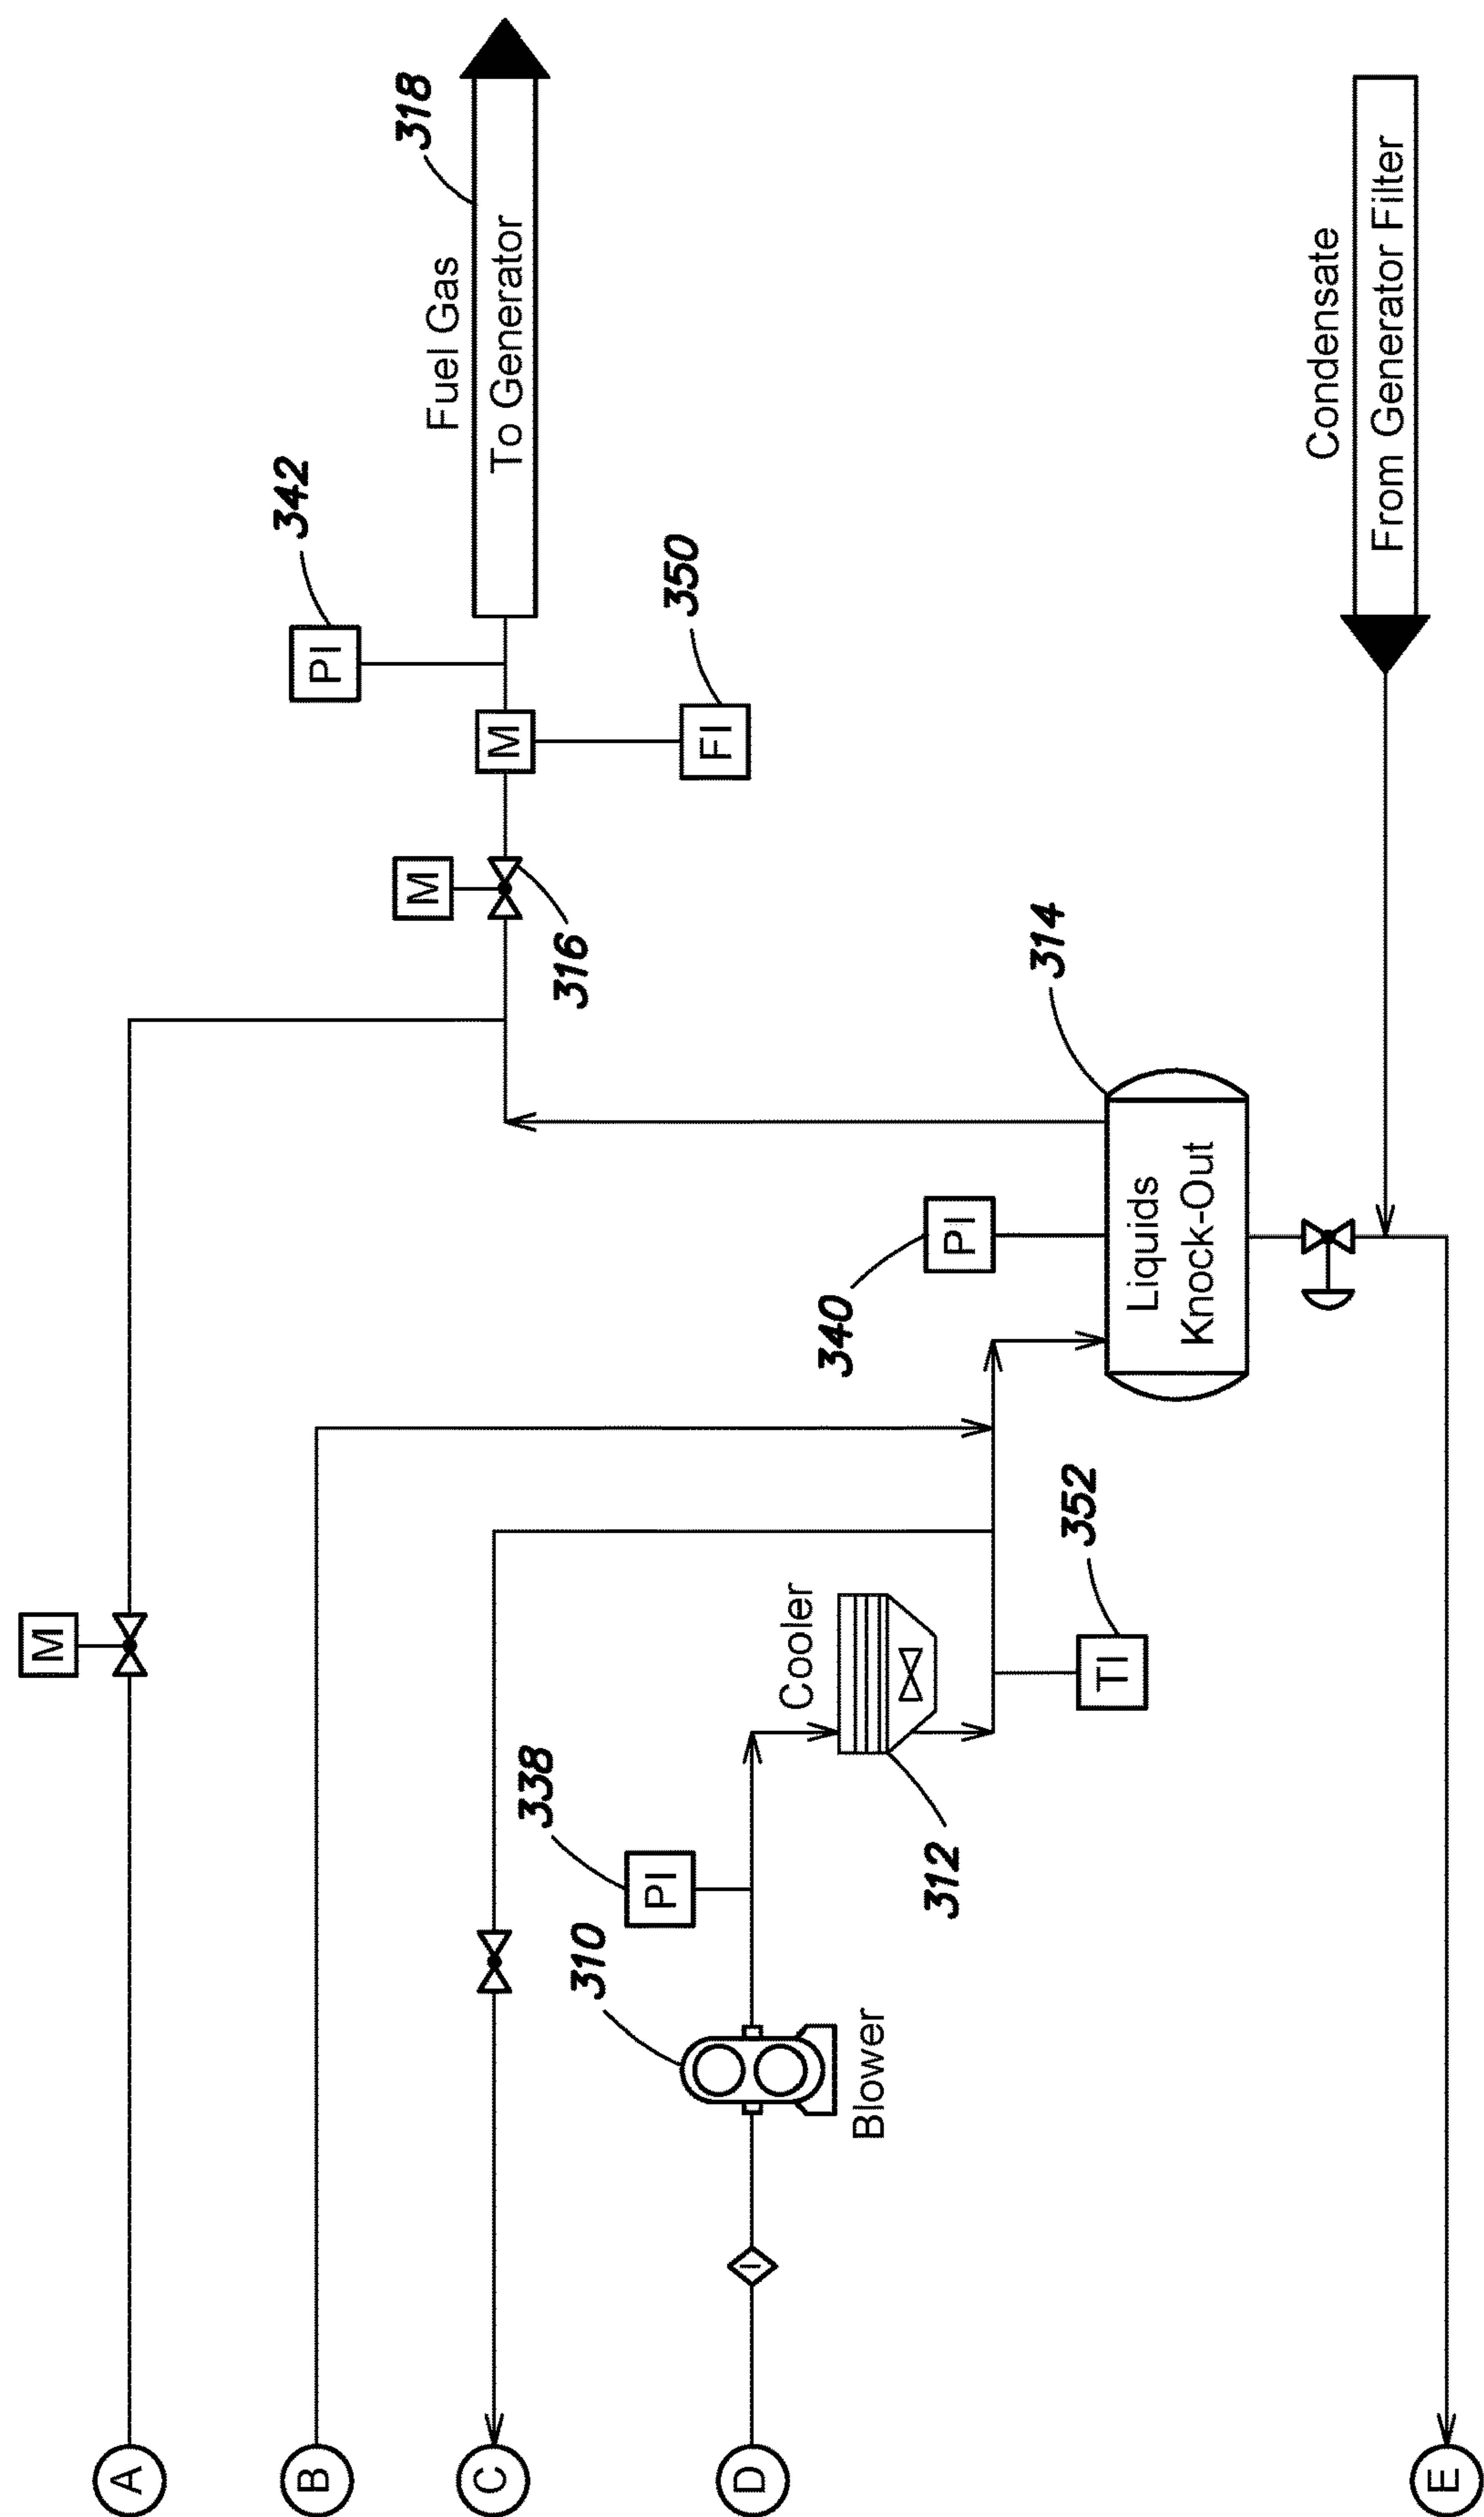 A
M
B
C
D
Blower
310
PI
338
Cooler
312
TI
352
Liquids
Knock-Out
PI
340
314
M
316
M
FI
350
PI
342
Fuel Gas
To Generator
318
Condensate
From Generator Filter
E